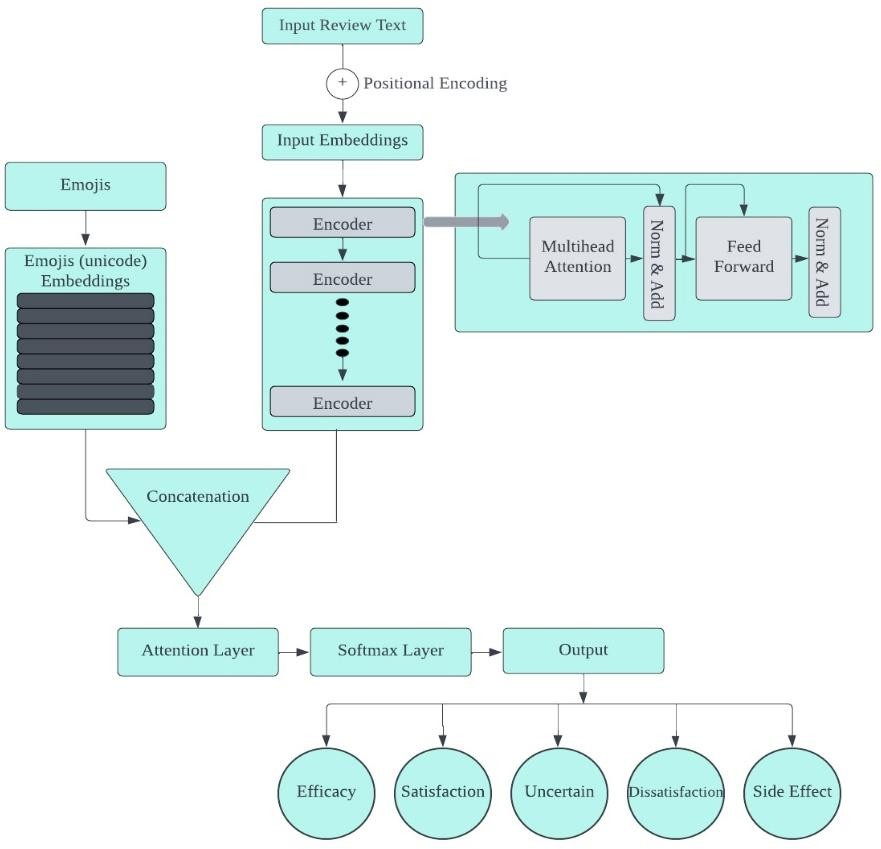 Input Review Text
+
Positional Encoding
Input Embeddings
Emojis
Emojis (unicode)
Embeddings
Encoder
Encoder
Encoder
Multihead
Attention
Norm & Add
Feed
Forward
Norm & Add
Concatenation
Attention Layer
Softmax Layer
Output
Efficacy
Satisfaction
Uncertain
Dissatisfaction
Side Effect